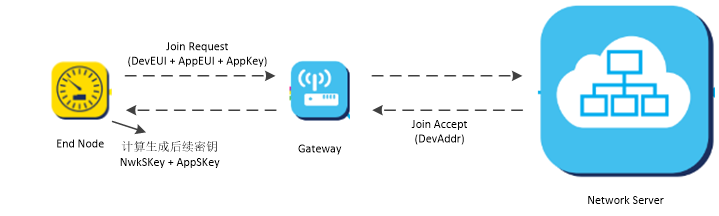 Join Request
(DevEUI + AppEUI + AppKey)
Join Accept
(DevAddr)
End Node
计算生成后续密钥
NwkSKey + AppSKey
Gateway
Network Server